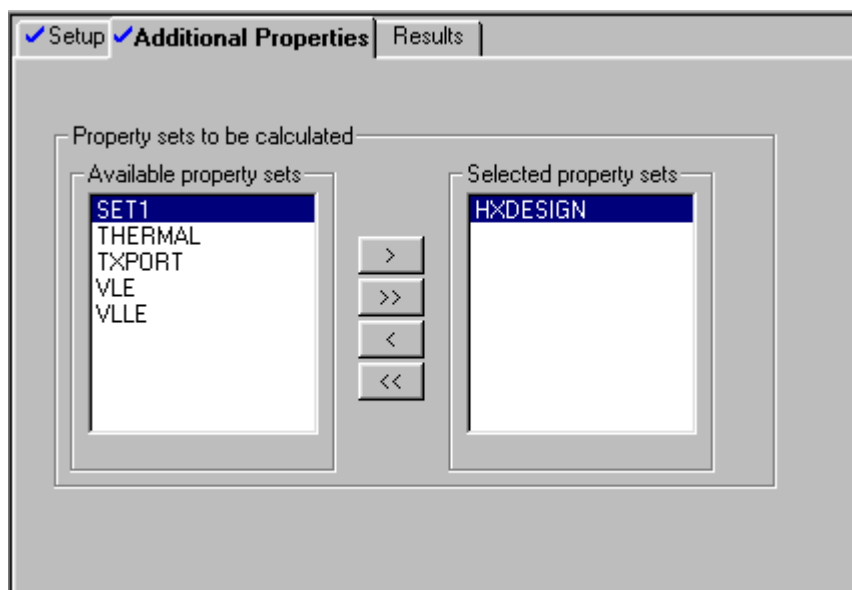 Setup Additional Properties Results
Property sets to be calculated
Available property sets
SET1
THERMAL
TXPORT
VLE
VLLE
>
>>
<
<<
Selected property sets
HXDESIGN